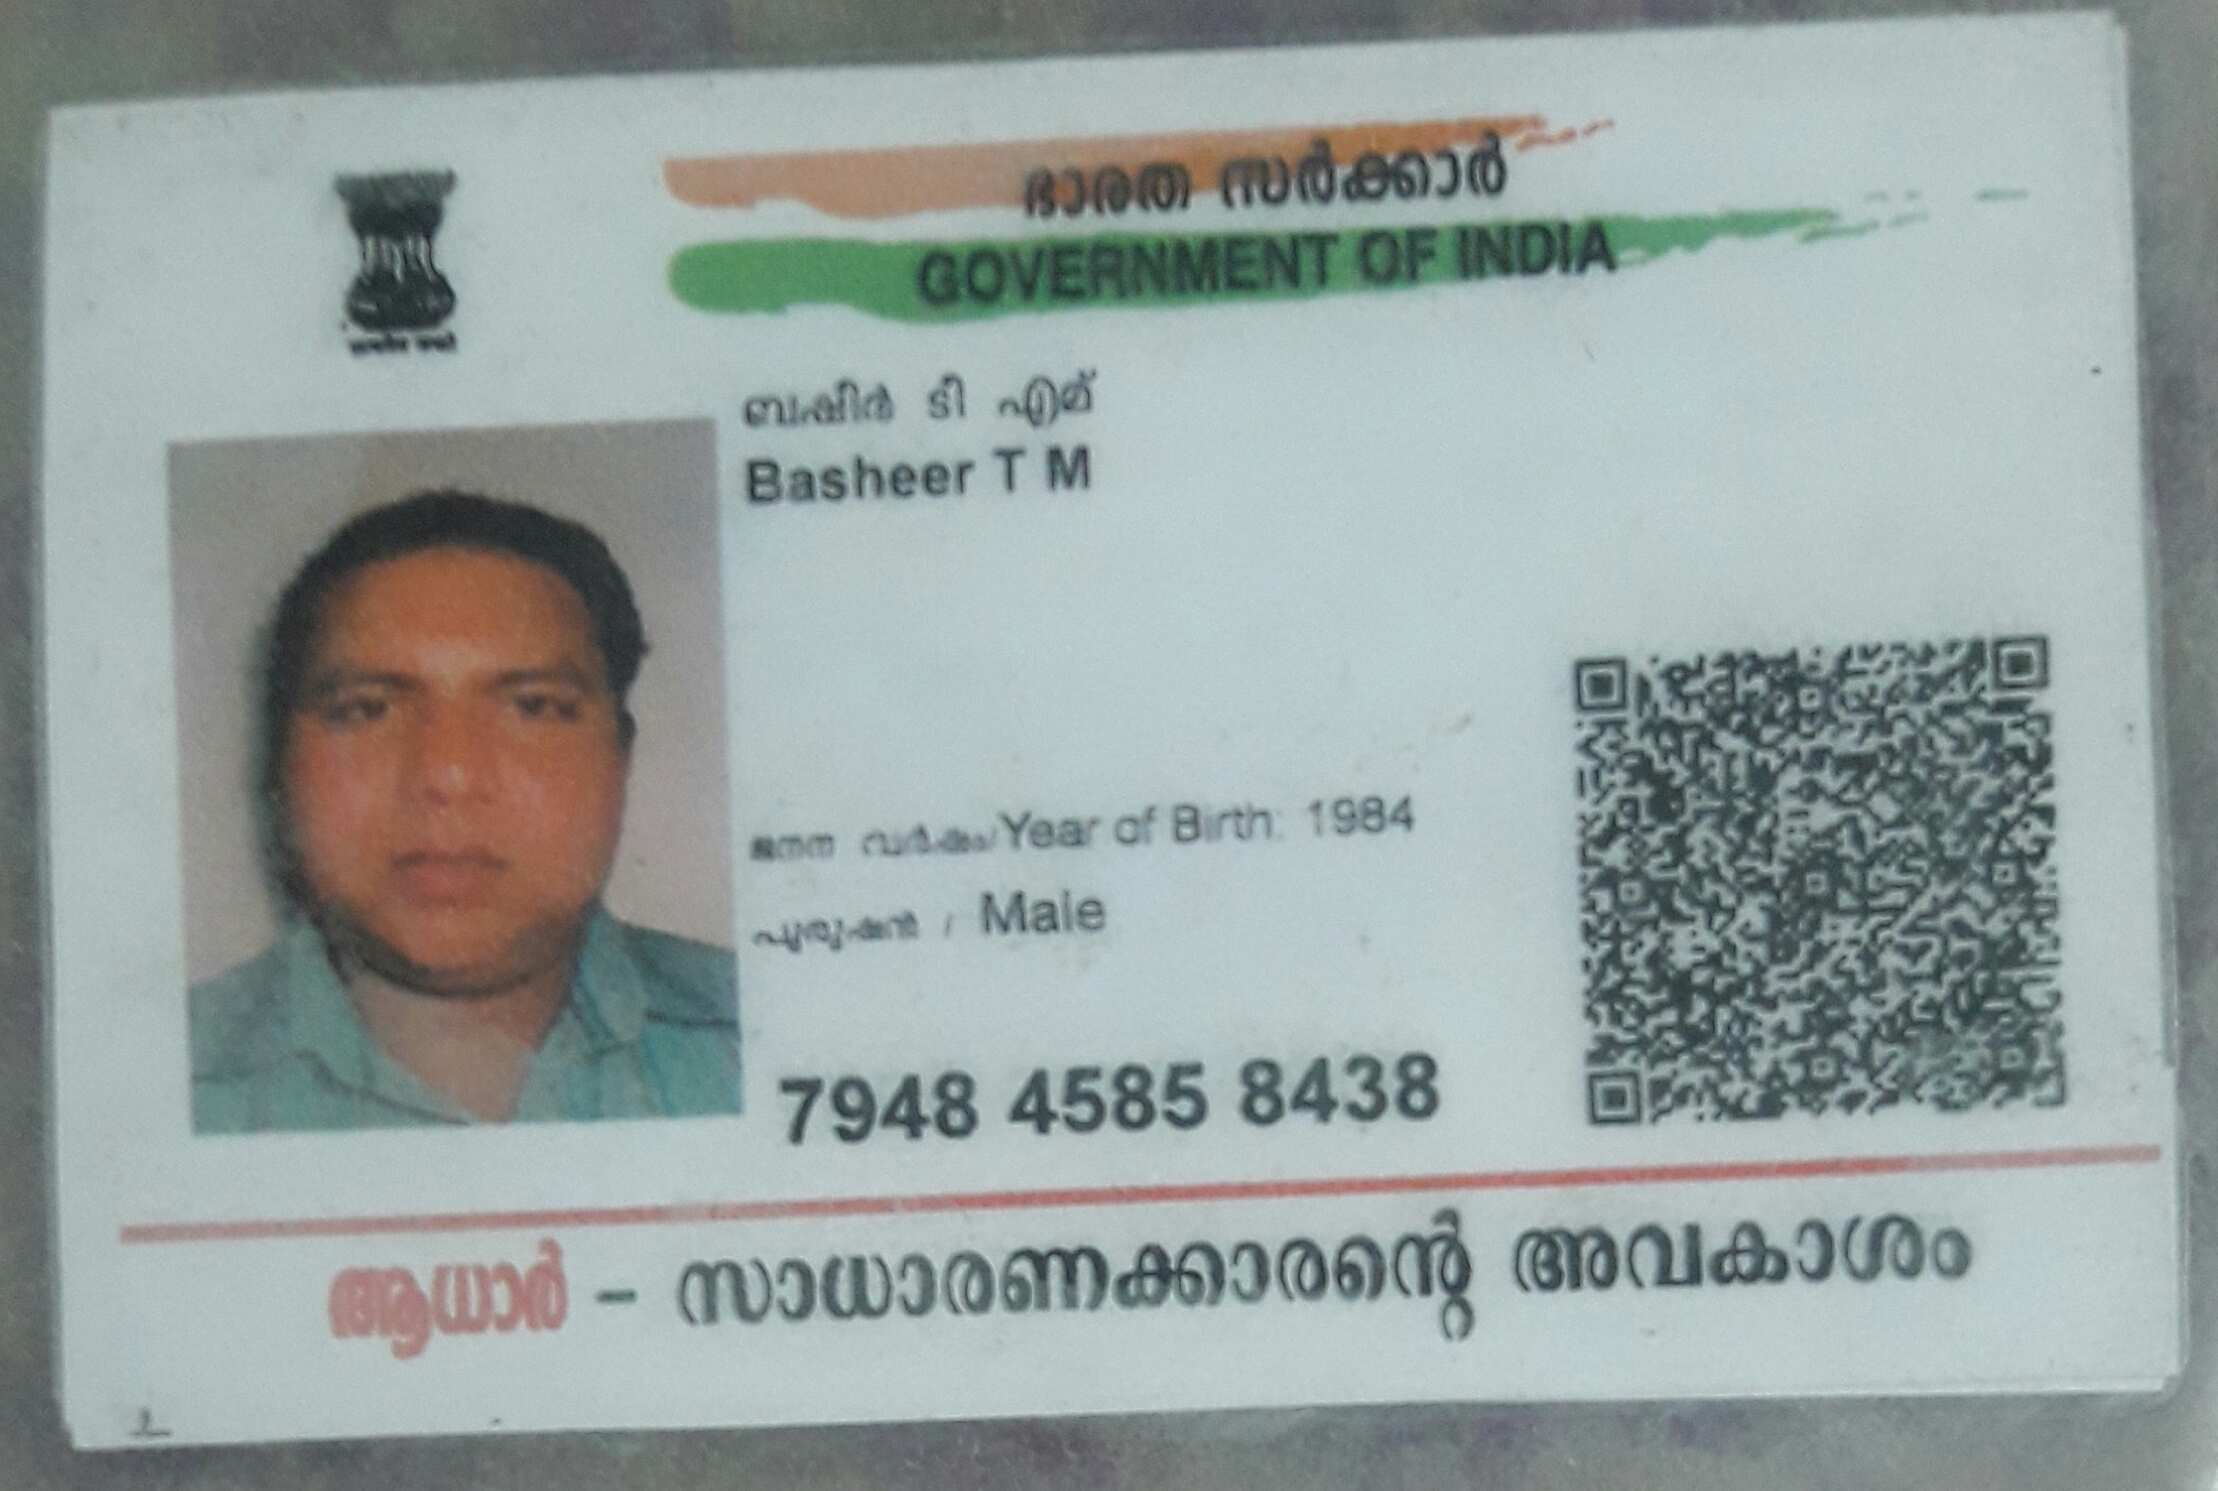 ഭാരത സർക്കാർ
GOVERNMENT OF INDIA
ബഷീർ ടി എമ്
Basheer T M
ജനന വർഷം/Year of Birth: 1984
പുരുഷൻ / Male
7948 4585 8438
ആധാർ - സാധാരണക്കാരന്റെ അവകാശം